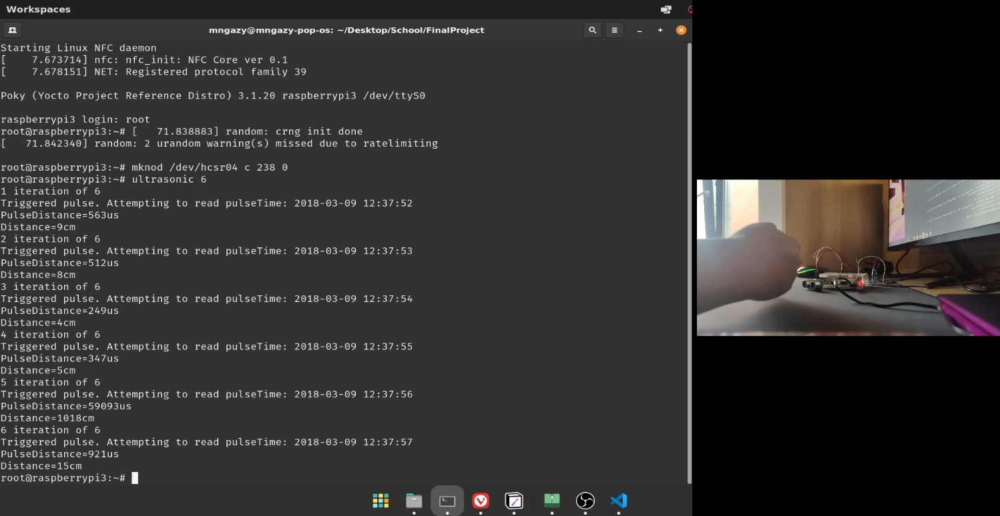 Workspaces
mngazy@mngazy-pop-os: ~/Desktop/School/FinalProject
Starting Linux NFC daemon
[    7.673714] nfc: nfc_init: NFC Core ver 0.1
[    7.678151] NET: Registered protocol family 39
Poky (Yocto Project Reference Distro) 3.1.20 raspberrypi3 /dev/ttyS0
raspberrypi3 login: root
root@raspberrypi3:~# [   71.838883] random: crng init done
[   71.842340] random: 2 urandom warning(s) missed due to ratelimiting
root@raspberrypi3:~# mknod /dev/hcsr04 c 238 0
root@raspberrypi3:~# ultrasonic 6
1 iteration of 6
Triggered pulse. Attempting to read pulseTime: 2018-03-09 12:37:52
PulseDistance=563us
Distance=9cm
2 iteration of 6
Triggered pulse. Attempting to read pulseTime: 2018-03-09 12:37:53
PulseDistance=512us
Distance=8cm
3 iteration of 6
Triggered pulse. Attempting to read pulseTime: 2018-03-09 12:37:54
PulseDistance=249us
Distance=4cm
4 iteration of 6
Triggered pulse. Attempting to read pulseTime: 2018-03-09 12:37:55
PulseDistance=347us
Distance=5cm
5 iteration of 6
Triggered pulse. Attempting to read pulseTime: 2018-03-09 12:37:56
PulseDistance=59093us
Distance=1018cm
6 iteration of 6
Triggered pulse. Attempting to read pulseTime: 2018-03-09 12:37:57
PulseDistance=921us
Distance=15cm
root@raspberrypi3:~#